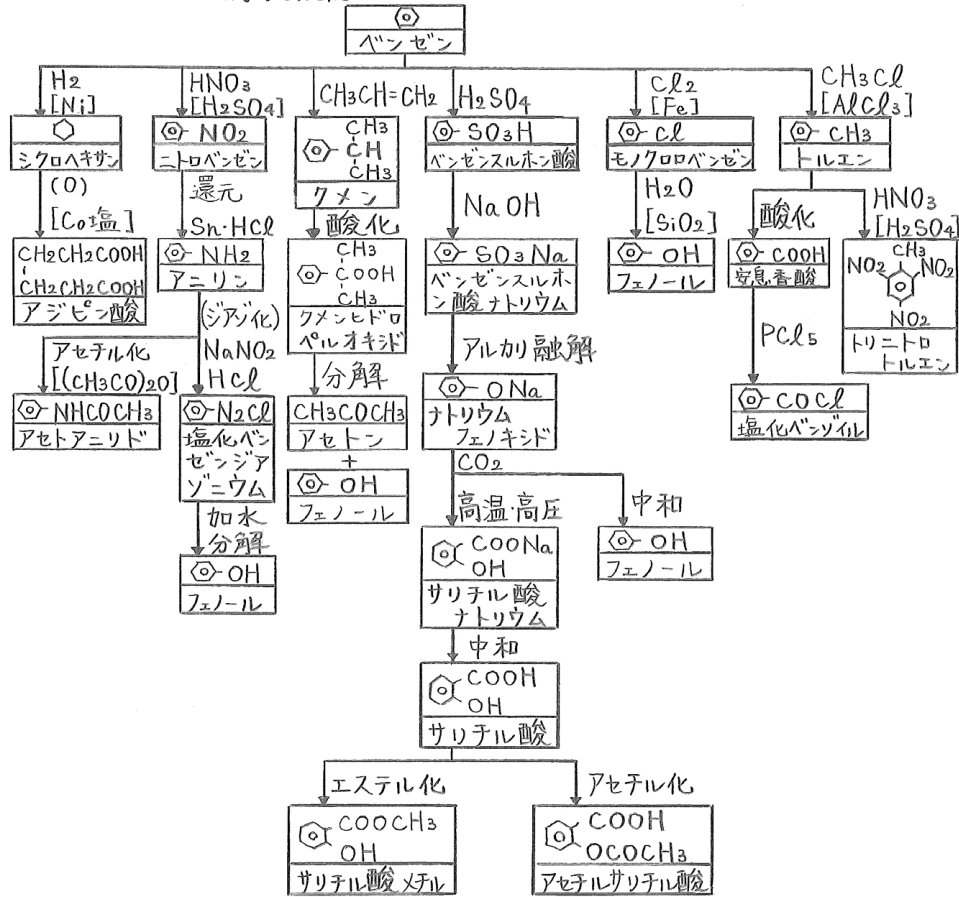 ベンゼン
H2
[Ni]
シクロヘキサン
(O)
[Co塩]
CH2CH2COOH
CH2CH2COOH
アジピン酸
HNO3
[H2SO4]
NO2
ニトロベンゼン
還元
Sn・HCl
NH2
アニリン
アセチル化
[(CH3CO)2O]
NHCOCH3
アセトアニリド
(ジアゾ化)
NaNO2
HCl
N2Cl
塩化ベン
ゼンジア
ゾニウム
加水
分解
OH
フェノール
CH3CH=CH2
CH3
CH
CH3
クメン
酸化
CH3
COOH
CH3
クメンヒドロ
ペルオキシド
分解
CH3COCH3
アセトン
+
OH
フェノール
H2SO4
SO3H
ベンゼンスルホン酸
NaOH
SO3Na
ベンゼンスルホ
ン酸ナトリウム
アルカリ融解
ONa
ナトリウム
フェノキシド
CO2
高温・高圧
COONa
OH
サリチル酸
ナトリウム
中和
COOH
OH
サリチル酸
エステル化
COOCH3
OH
サリチル酸メチル
アセチル化
COOH
OCOCH3
アセチルサリチル酸
中和
OH
フェノール
Cl2
[Fe]
Cl
モノクロロベンゼン
H2O
[SiO2]
OH
フェノール
CH3Cl
[AlCl3]
CH3
トルエン
酸化
COOH
安息香酸
PCl5
COCl
塩化ベンゾイル
HNO3
[H2SO4]
CH3
NO2
NO2
NO2
トリニトロ
トルエン